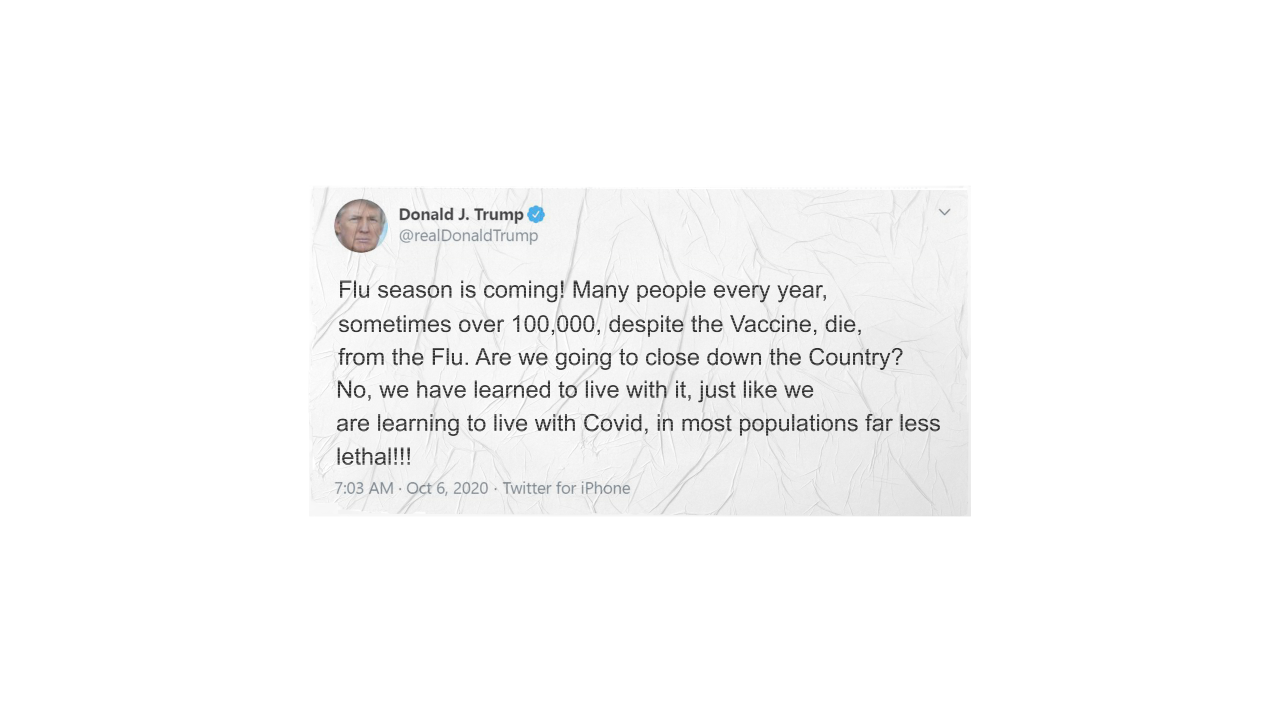 Donald J. Trump
@realDonaldTrump
Flu season is coming! Many people every year,
sometimes over 100,000, despite the Vaccine, die,
from the Flu. Are we going to close down the Country?
No, we have learned to live with it, just like we
are learning to live with Covid, in most populations far less
lethal!!!
7:03 AM · Oct 6, 2020 · Twitter for iPhone